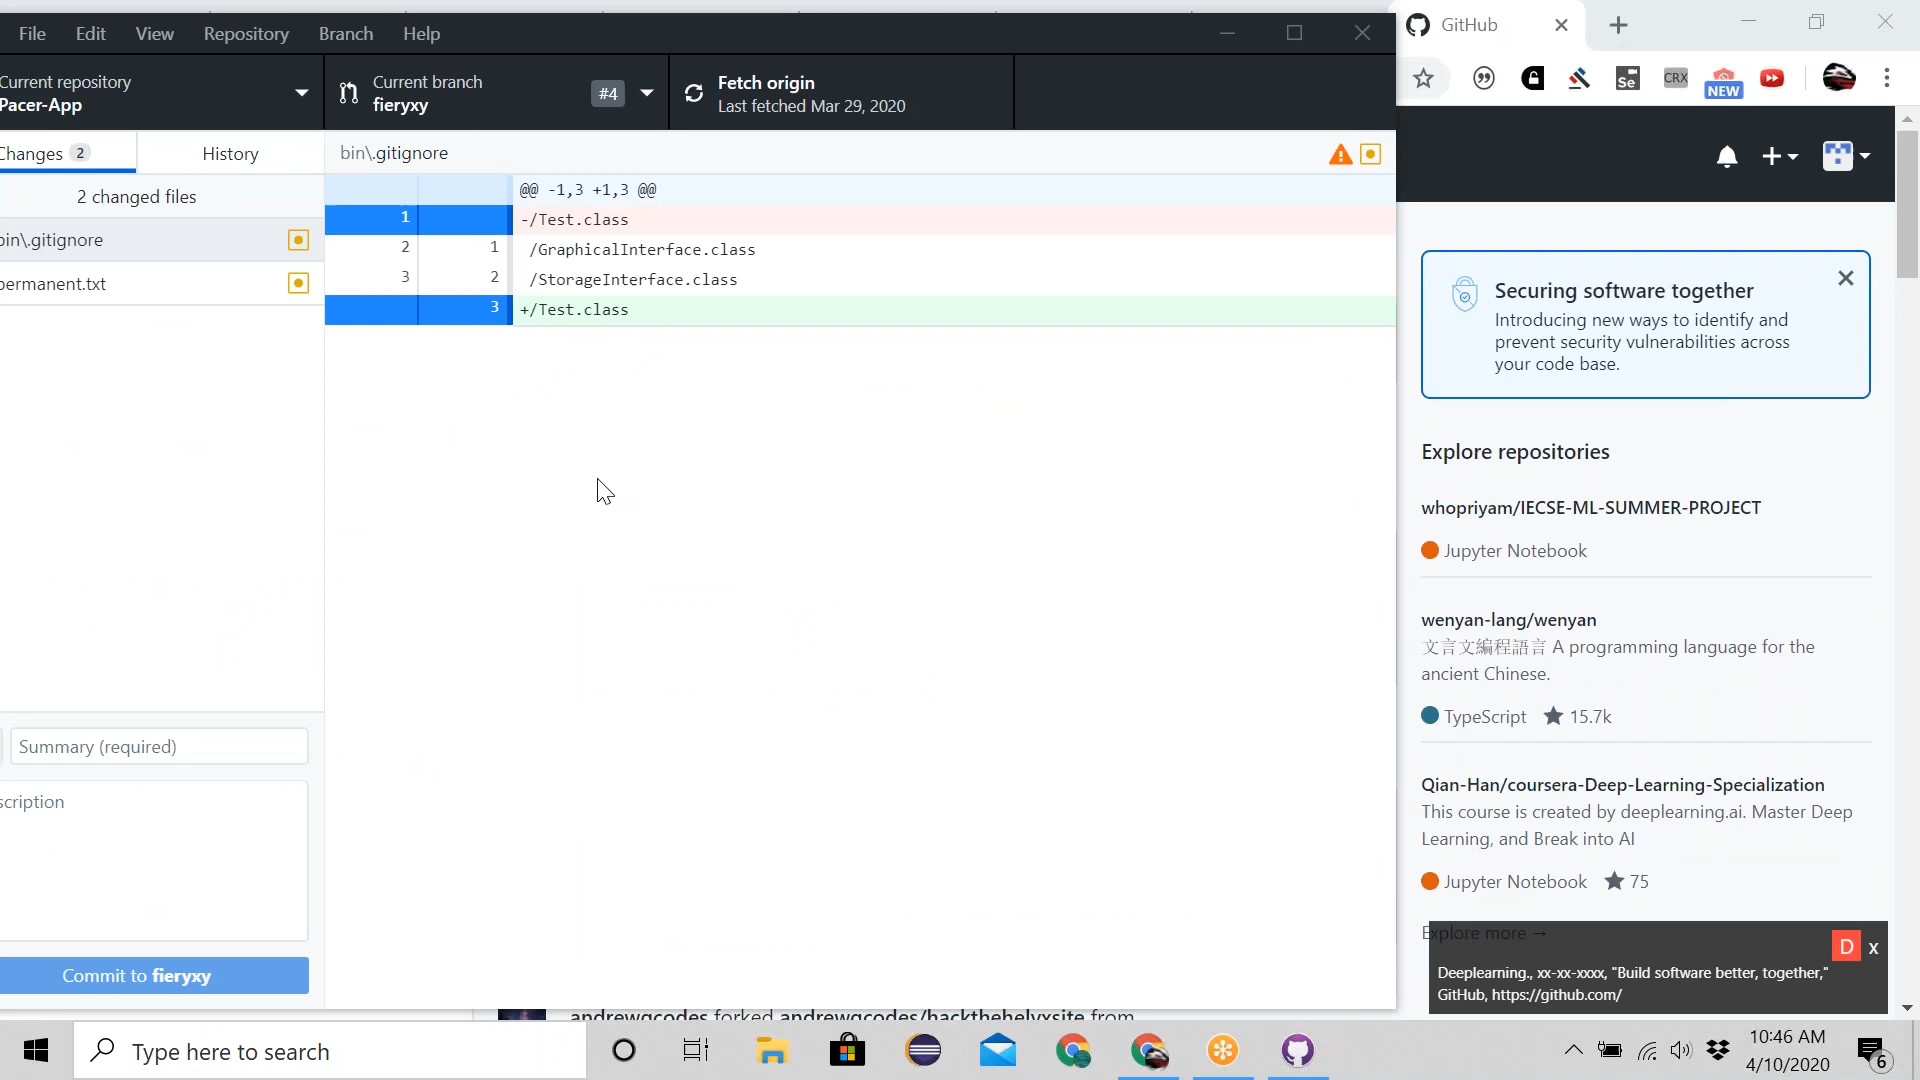 File Edit View Repository Branch Help
GitHub
Current repository
Pacer-App
Current branch
fieryxy
#4
Fetch origin
Last fetched Mar 29, 2020
Se
CRX
NEW
Changes 2
History
bin\.gitignore
2 changed files
bin\.gitignore
permanent.txt
@@ -1,3 +1,3 @@
1 -/Test.class
2 1 /GraphicalInterface.class
3 2 /StorageInterface.class
3 +/Test.class
Summary (required)
scription
Commit to fieryxy
Securing software together
Introducing new ways to identify and
prevent security vulnerabilities across
your code base.
Explore repositories
whopriyam/IECSE-ML-SUMMER-PROJECT
Jupyter Notebook
wenyan-lang/wenyan
文言文編程語言 A programming language for the
ancient Chinese.
TypeScript 15.7k
Qian-Han/coursera-Deep-Learning-Specialization
This course is created by deeplearning.ai. Master Deep
Learning, and Break into AI
Jupyter Notebook 75
Explore more →
D x
Deeplearning., xx-xx-xxxx, "Build software better, together,"
GitHub, https://github.com/
andrewgcodes forked andrewgcodes/hackthehelyxsite from
Type here to search
10:46 AM
4/10/2020
6